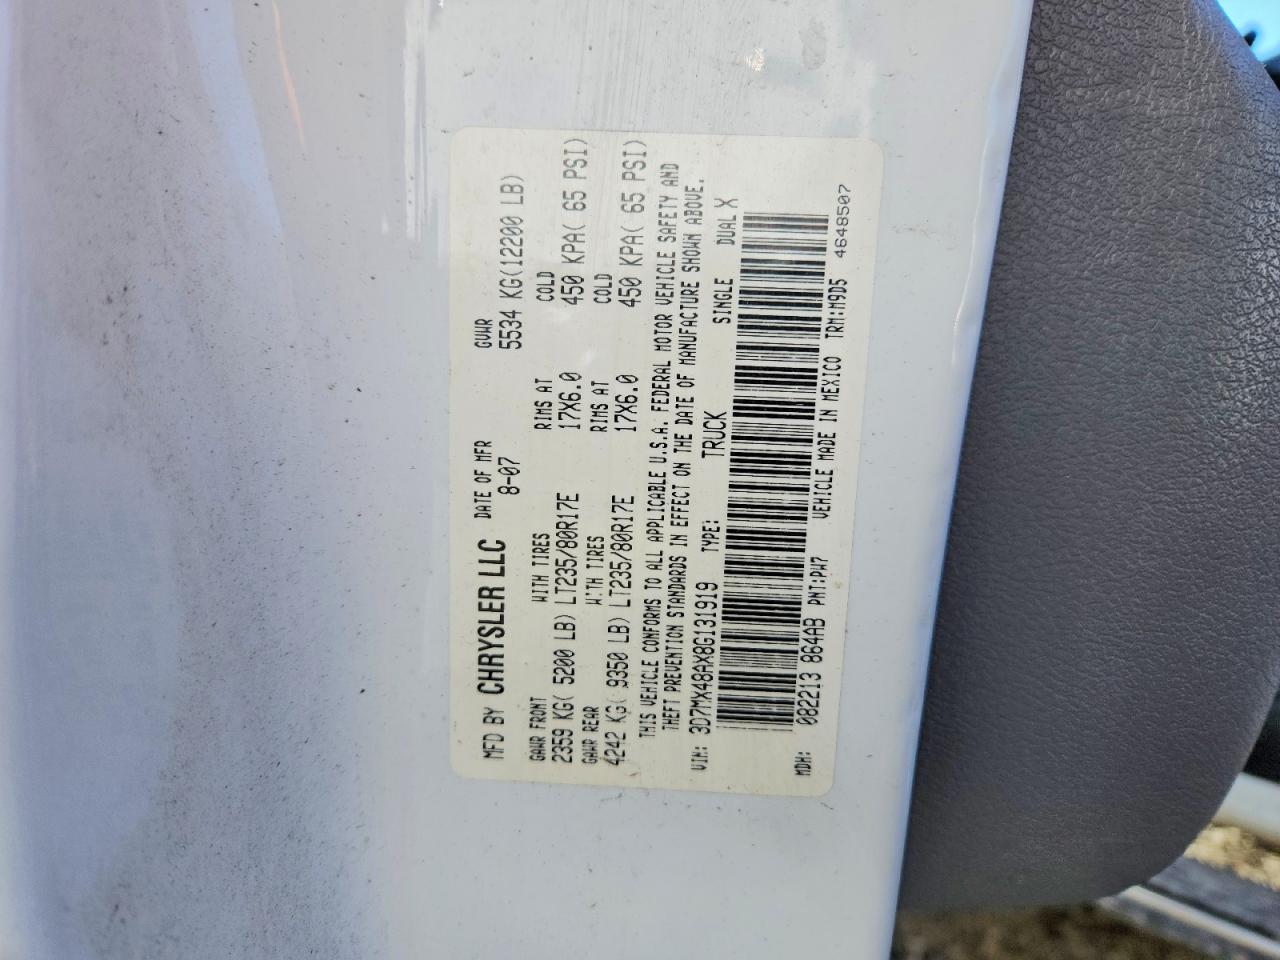 MFD BY CHRYSLER LLC DATE OF MFR GVWR
8-07 5534 KG(12200 LB)
GAWR FRONT WITH TIRES RIMS AT COLD
2359 KG( 5200 LB) LT235/80R17E 17X6.0 450 KPA( 65 PSI)
GAWR REAR WITH TIRES RIMS AT COLD
4242 KG( 9350 LB) LT235/80R17E 17X6.0 450 KPA( 65 PSI)
THIS VEHICLE CONFORMS TO ALL APPLICABLE U.S.A. FEDERAL MOTOR VEHICLE SAFETY AND
THEFT PREVENTION STANDARDS IN EFFECT ON THE DATE OF MANUFACTURE SHOWN ABOVE.
VIN: 3D7MX48AX8G131919 TYPE: TRUCK SINGLE DUAL X
MDH: 082213 864AB PNT:PW7 VEHICLE MADE IN MEXICO TRM:M9D5 4648507